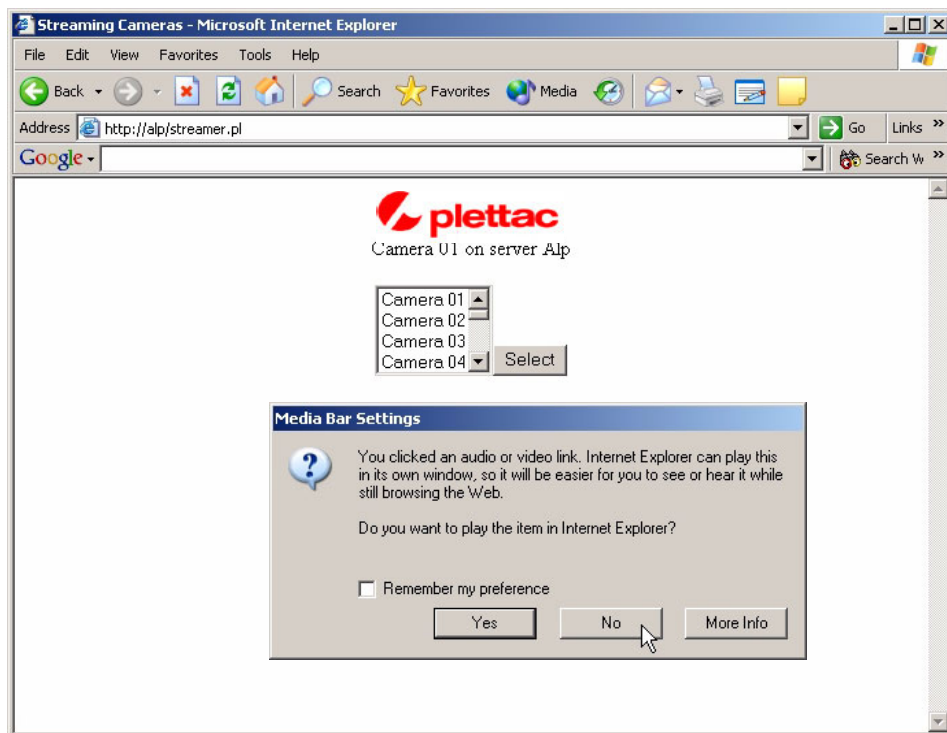 Streaming Cameras - Microsoft Internet Explorer
File Edit View Favorites Tools Help
Back Search Favorites Media
Address http://alp/streamer.pl Go Links »
Google Search W »
plettac
Camera 01 on server Alp
Camera 01
Camera 02
Camera 03
Camera 04 Select
Media Bar Settings
You clicked an audio or video link. Internet Explorer can play this
in its own window, so it will be easier for you to see or hear it while
still browsing the Web.
Do you want to play the item in Internet Explorer?
Remember my preference
Yes No More Info